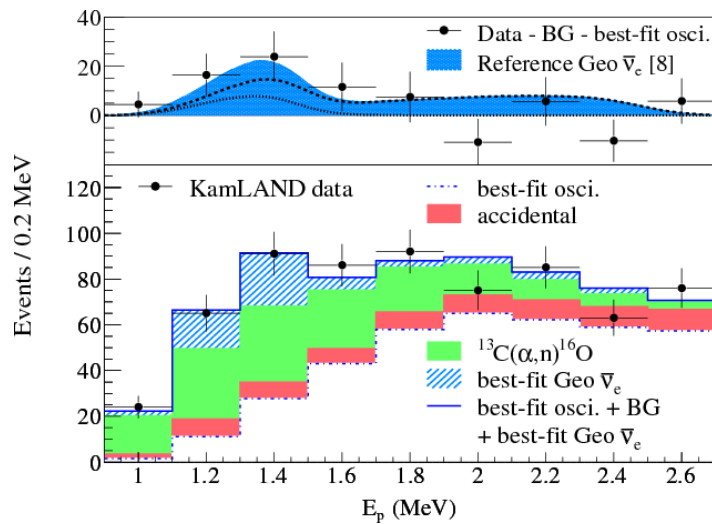 40
20
0
Data - BG - best-fit osci.
Reference Geo ν̅e [8]
120
100
80
60
40
20
0
Events / 0.2 MeV
KamLAND data
best-fit osci.
accidental
13C(α,n)16O
best-fit Geo ν̅e
best-fit osci. + BG
+ best-fit Geo ν̅e
1 1.2 1.4 1.6 1.8 2 2.2 2.4 2.6
Ep (MeV)